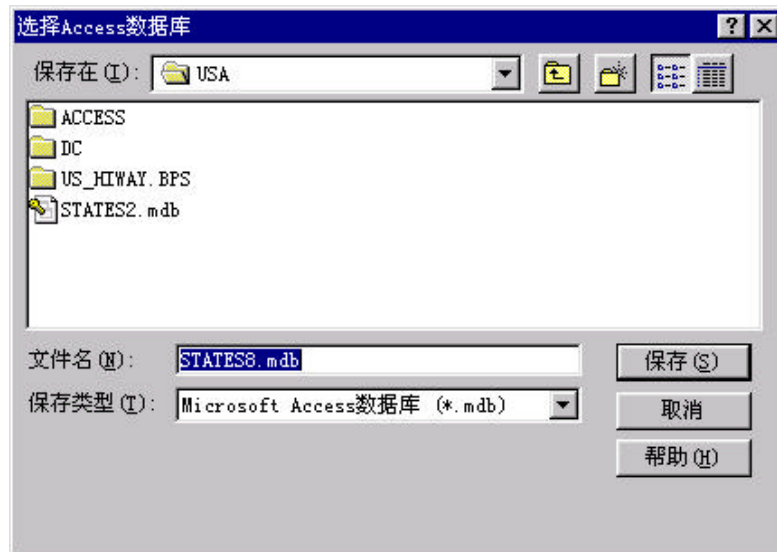 选择Access数据库
保存在(I): USA
ACCESS
DC
US_HIWAY.BPS
STATES2.mdb
文件名(N): STATES8.mdb 保存(S)
保存类型(T): Microsoft Access数据库 (*.mdb) 取消
帮助(H)